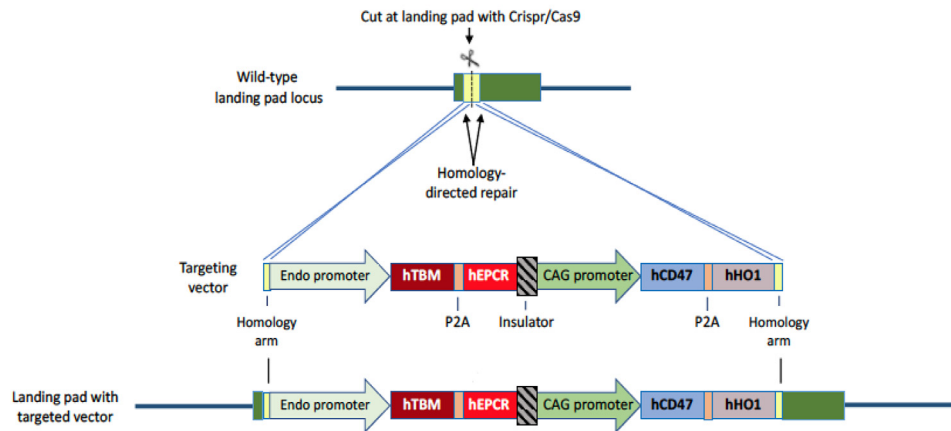 Cut at landing pad with Crispr/Cas9
Wild-type
landing pad locus
Homology-
directed repair
Targeting
vector
Endo promoter
hTBM
hEPCR
CAG promoter
hCD47
hHO1
Homology
arm
P2A
Insulator
P2A
Homology
arm
Landing pad with
targeted vector
Endo promoter
hTBM
hEPCR
CAG promoter
hCD47
hHO1